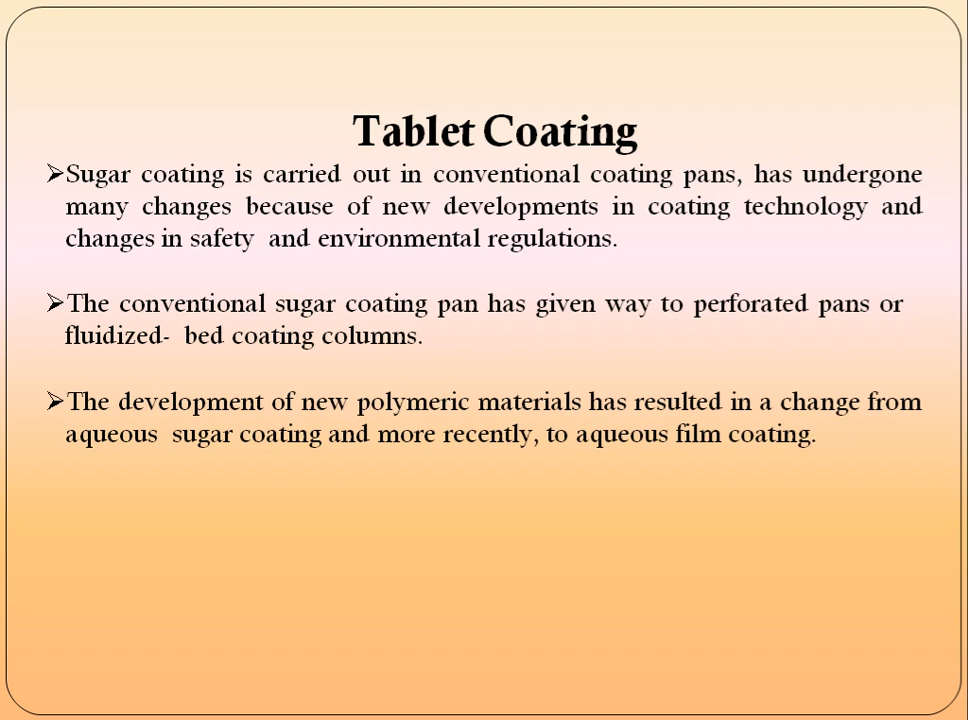 Tablet Coating
➢Sugar coating is carried out in conventional coating pans, has undergone
many changes because of new developments in coating technology and
changes in safety and environmental regulations.
➢The conventional sugar coating pan has given way to perforated pans or
fluidized- bed coating columns.
➢The development of new polymeric materials has resulted in a change from
aqueous sugar coating and more recently, to aqueous film coating.